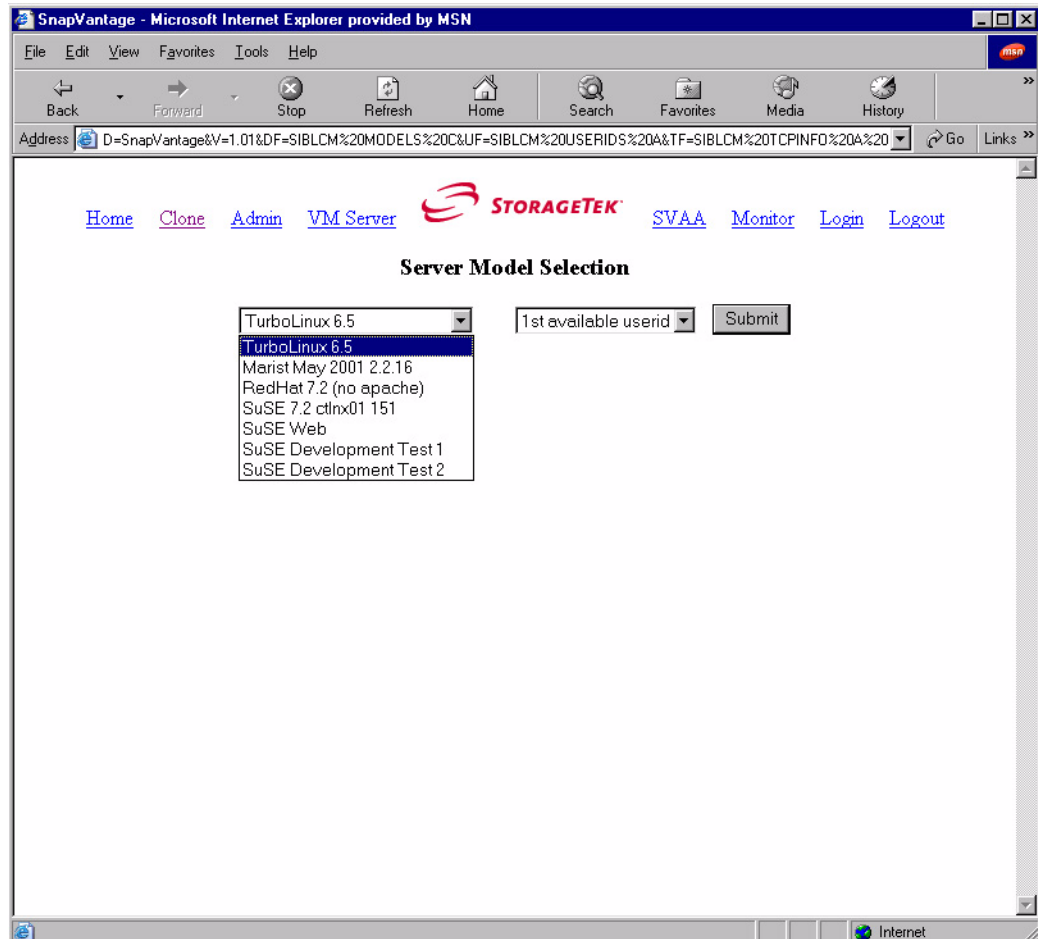 SnapVantage - Microsoft Internet Explorer provided by MSN
File Edit View Favorites Tools Help
msn
Back Forward Stop Refresh Home Search Favorites Media History »
Address D=SnapVantage&V=1.01&DF=SIBLCM%20MODELS%20C&UF=SIBLCM%20USERIDS%20A&TF=SIBLCM%20TCPINFO%20A%20 Go Links »
Home Clone Admin VM Server STORAGETEK SVAA Monitor Login Logout
Server Model Selection
TurboLinux 6.5 1st available userid Submit
TurboLinux 6.5
Marist May 2001 2.2.16
RedHat 7.2 (no apache)
SuSE 7.2 ctlnx01 151
SuSE Web
SuSE Development Test 1
SuSE Development Test 2
Internet